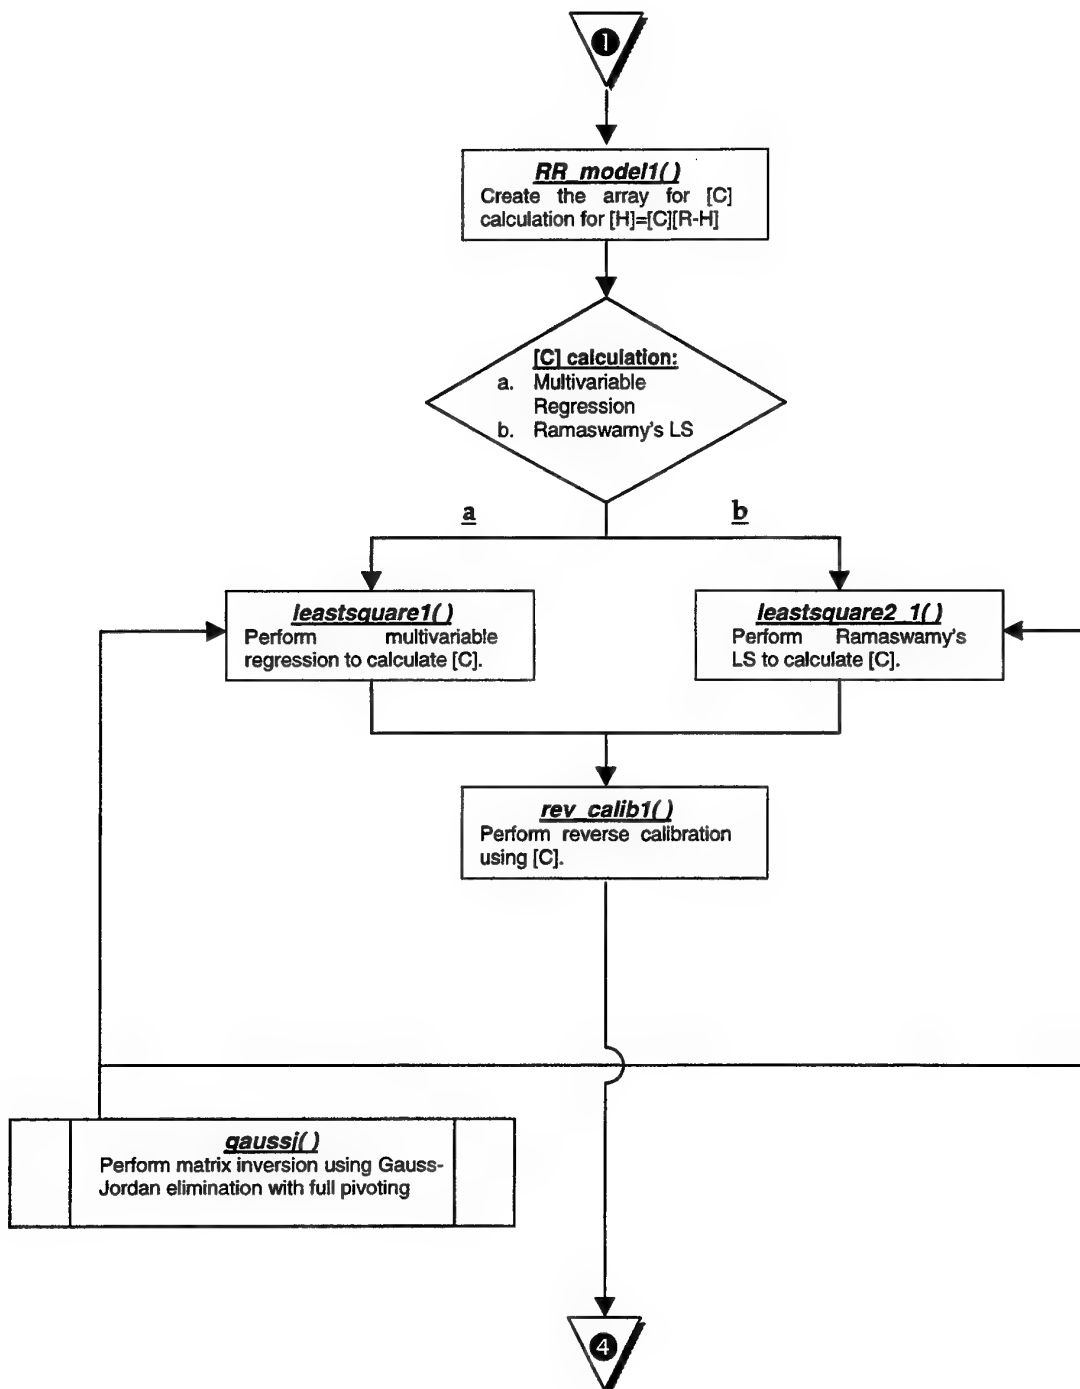 1
RR_model1()
Create the array for [C]
calculation for [H]=[C][R-H]
[C] calculation:
a. Multivariable
Regression
b. Ramaswamy's LS
a
b
leastsquare1()
Perform multivariable
regression to calculate [C].
leastsquare2_1()
Perform Ramaswamy's
LS to calculate [C].
rev_calib1()
Perform reverse calibration
using [C].
gaussj()
Perform matrix inversion using Gauss-
Jordan elimination with full pivoting
4